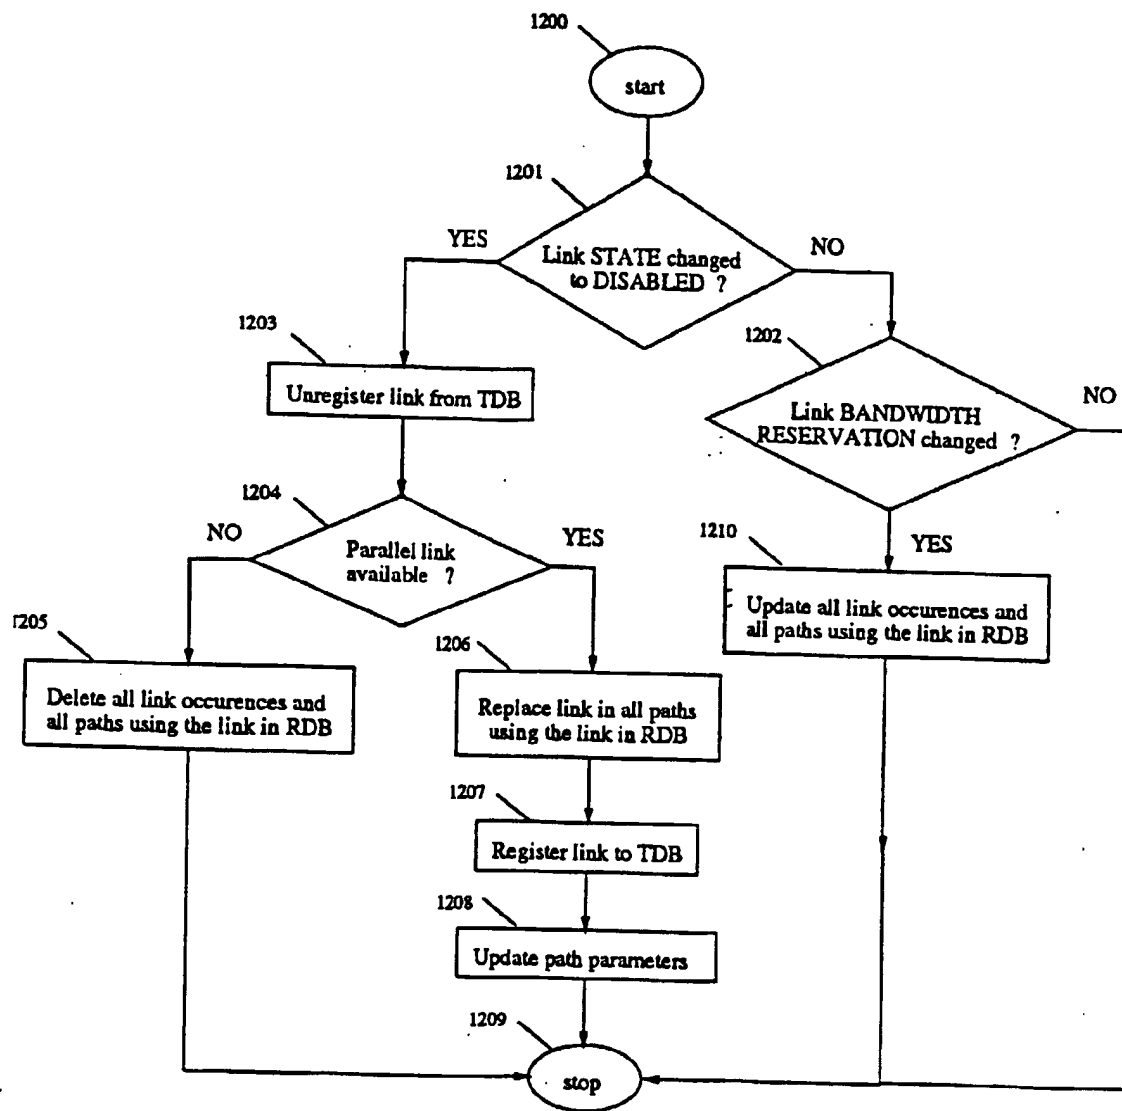 1200
start
1201
YES
NO
Link STATE changed
to DISABLED ?
1203
1202
Unregister link from TDB
NO
Link BANDWIDTH
RESERVATION changed ?
1204
NO
YES
Parallel link
available ?
1210
YES
Update all link occurences and
all paths using the link in RDB
1205
1206
Delete all link occurences and
all paths using the link in RDB
Replace link in all paths
using the link in RDB
1207
Register link to TDB
1208
Update path parameters
1209
stop